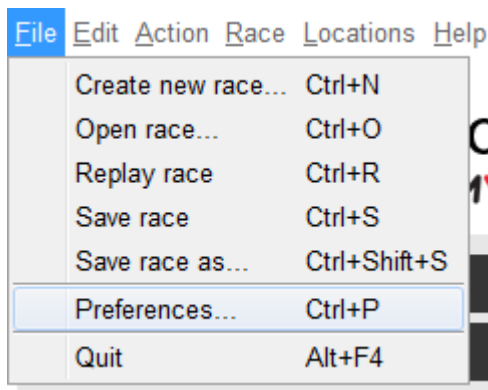 File Edit Action Race Locations Help
Create new race... Ctrl+N
Open race... Ctrl+O
Replay race Ctrl+R
Save race Ctrl+S
Save race as... Ctrl+Shift+S
Preferences... Ctrl+P
Quit Alt+F4